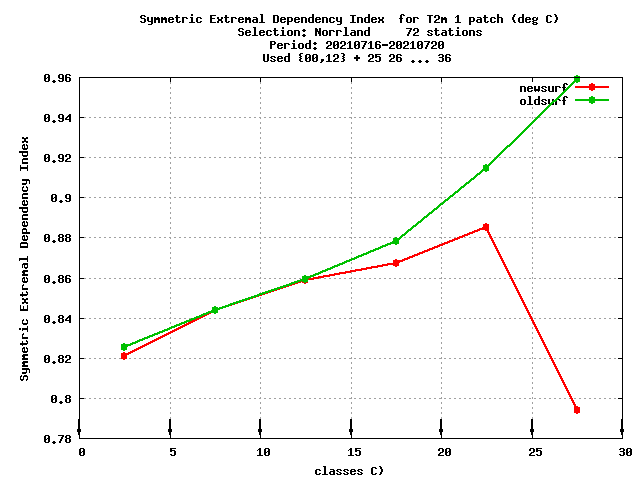 Symmetric Extremal Dependency Index  for T2m 1 patch (deg C)
Selection: Norrland     72 stations
Period: 20210716-20210720
Used {00,12} + 25 26 ... 36
newsurf
oldsurf
Symmetric Extremal Dependency Index
0.96
0.94
0.92
0.9
0.88
0.86
0.84
0.82
0.8
0.78
0 5 10 15 20 25 30
classes C)